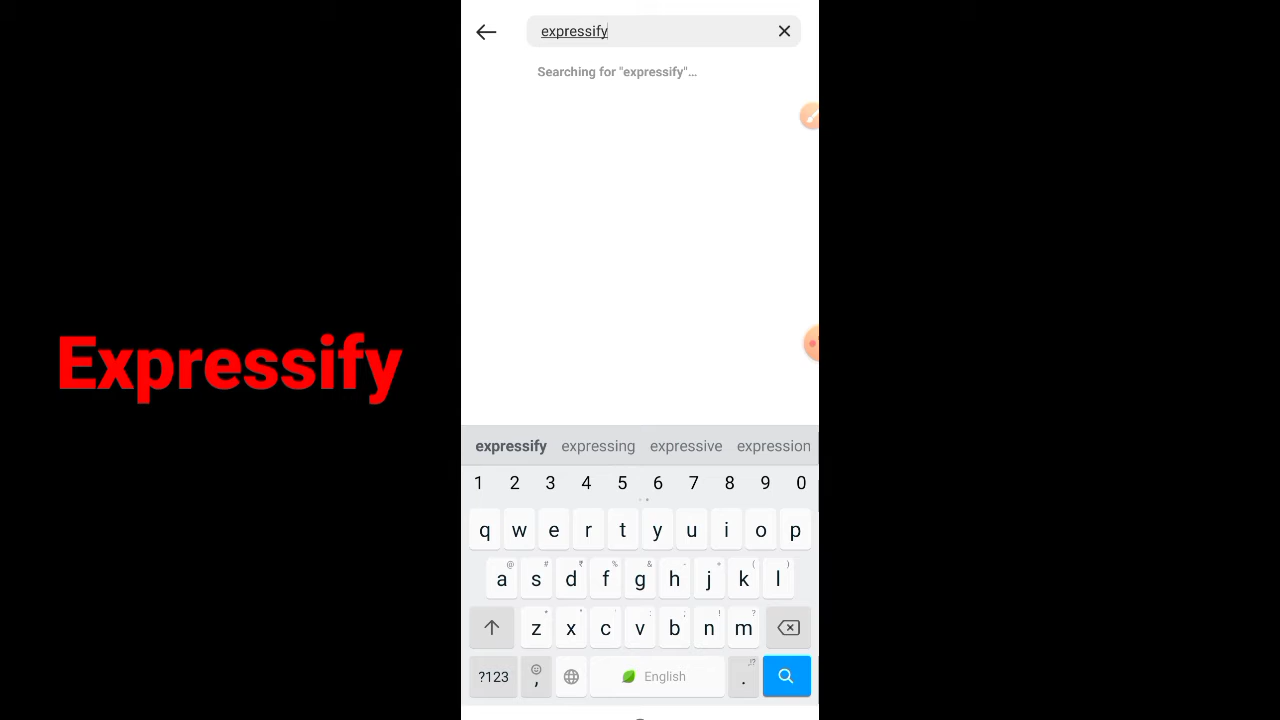 expressify
Searching for "expressify"...
Expressify
expressify expressing expressive expression
1 2 3 4 5 6 7 8 9 0
q w e r t y u i o p
@ # ₹ % & - + ( )
a s d f g h j k l
* " ' : ; ! ?
z x c v b n m
,!?
?123 , English .